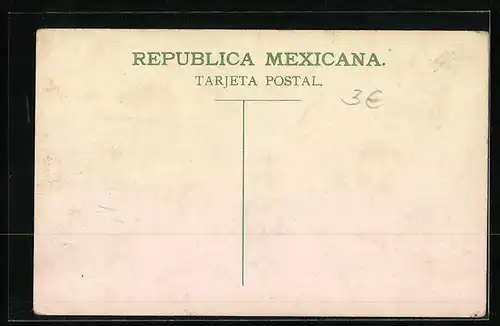 REPUBLICA MEXICANA.
TARJETA POSTAL.
3€